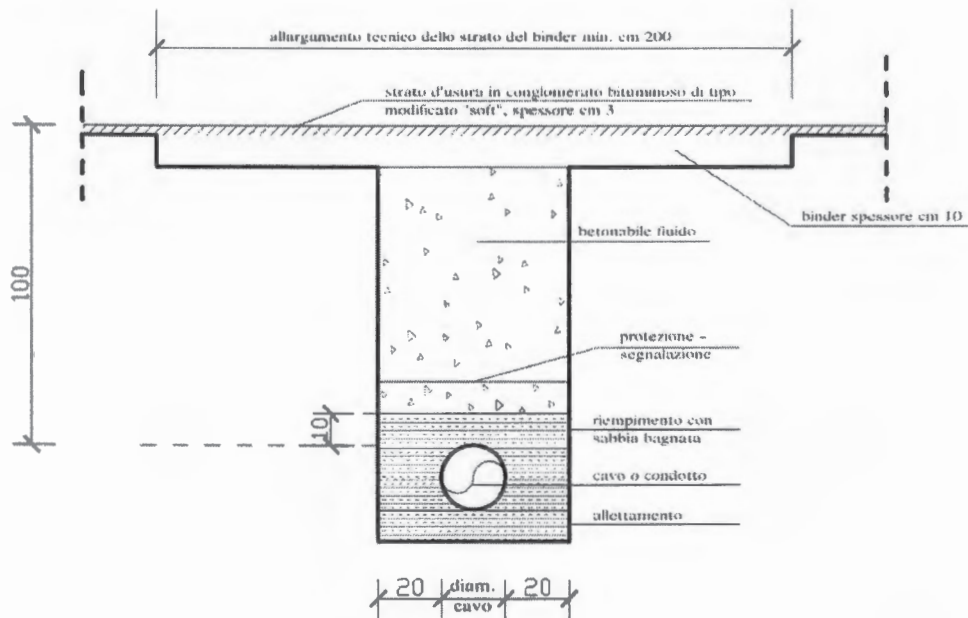 allargamento tecnico dello strato del binder min. cm 200
strato d'usura in conglomerato bituminoso di tipo
modificato "soft", spessore cm 3
binder spessore cm 10
betonabile fluido
100
protezione -
segnalazione
10
riempimento con
sabbia bagnata
cavo o condotto
allettamento
20 diam. 20
cavo